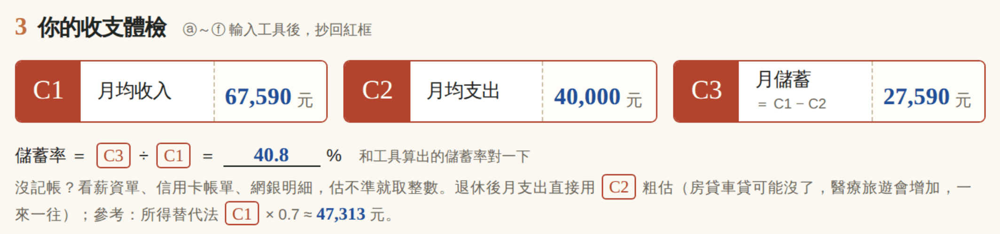 3 你的收支體檢 ⓐ～ⓕ 輸入工具後，抄回紅框
C1 月均收入 67,590 元
C2 月均支出 40,000 元
C3 月儲蓄 = C1 − C2 27,590 元
儲蓄率 = C3 ÷ C1 = 40.8 % 和工具算出的儲蓄率對一下
沒記帳？看薪資單、信用卡帳單、網銀明細，估不準就取整數。退休後月支出直接用 C2 粗估（房貸車貸可能沒了，醫療旅遊會增加，一
來一往）；參考：所得替代法 C1 × 0.7 ≈ 47,313 元。